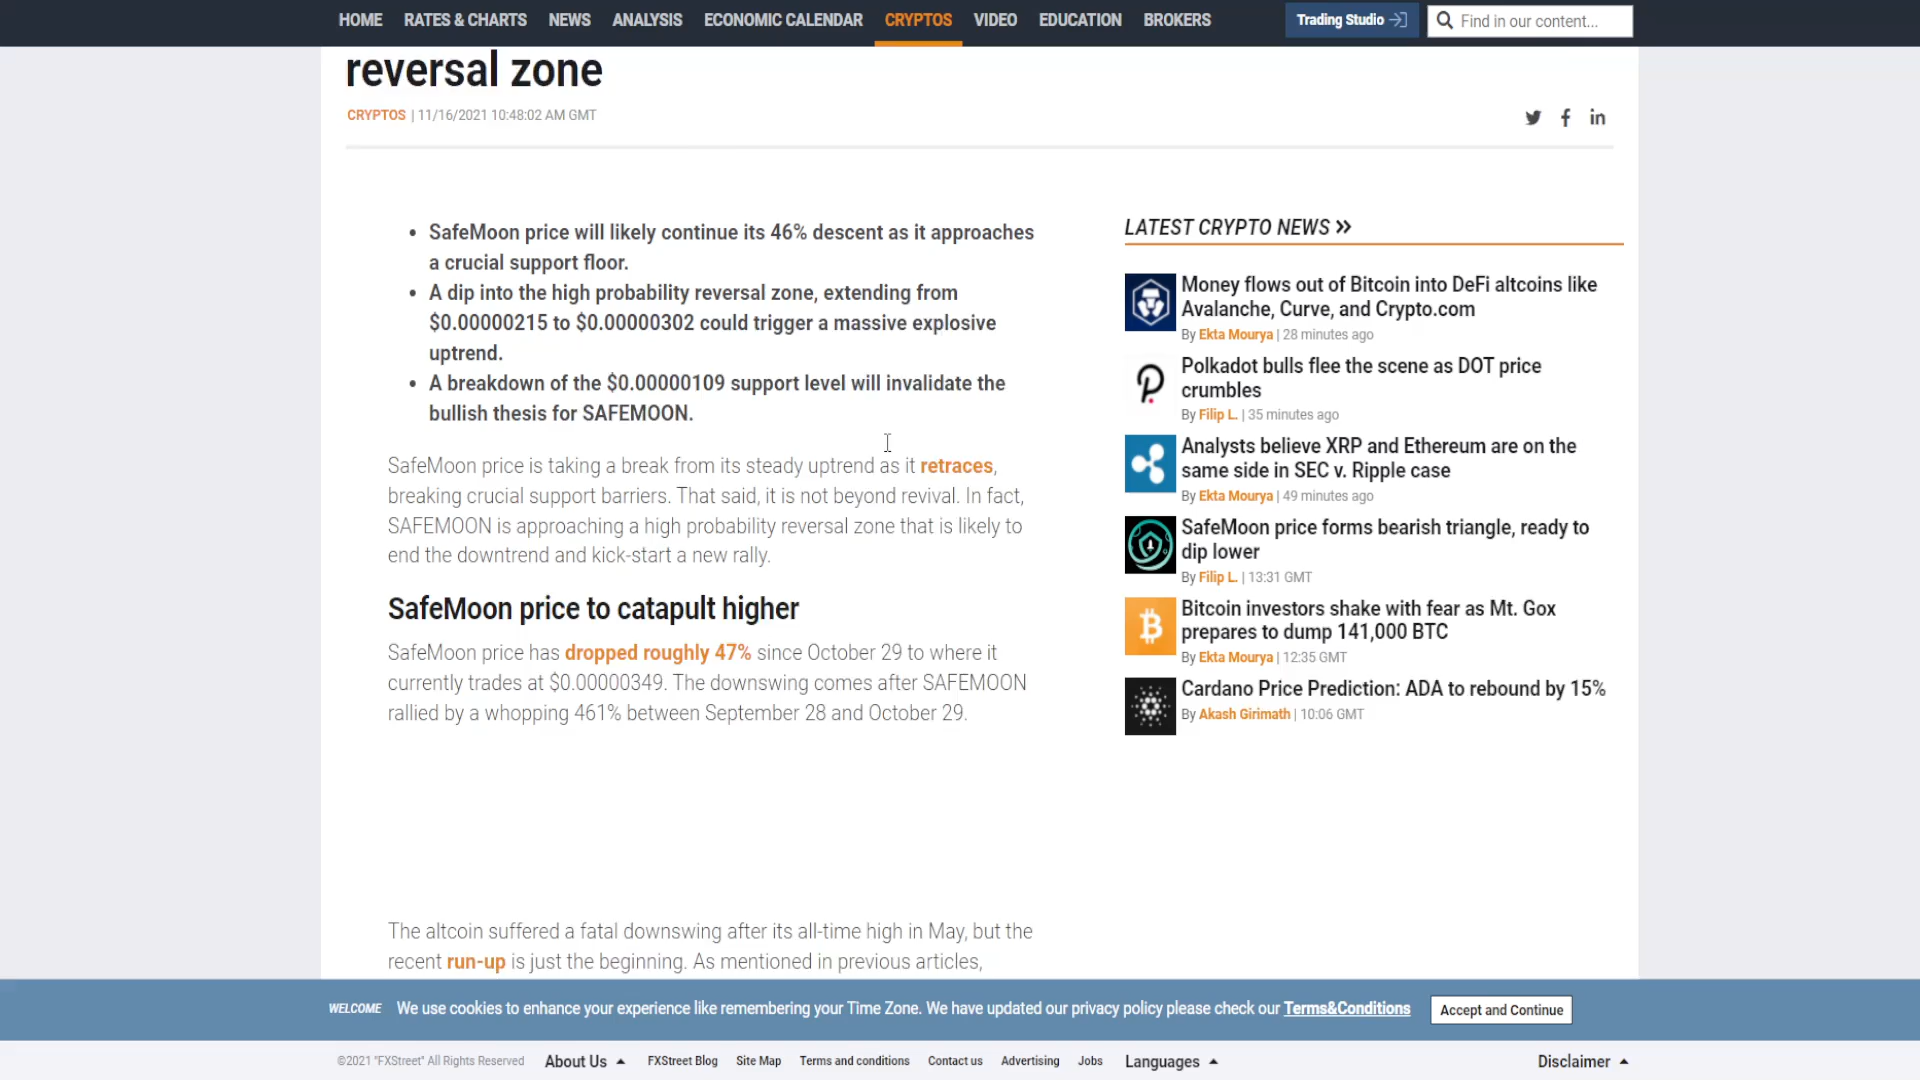 HOME RATES & CHARTS NEWS ANALYSIS ECONOMIC CALENDAR CRYPTOS VIDEO EDUCATION BROKERS Trading Studio Find in our content...
reversal zone
CRYPTOS | 11/16/2021 10:48:02 AM GMT
• SafeMoon price will likely continue its 46% descent as it approaches
a crucial support floor.
• A dip into the high probability reversal zone, extending from
$0.00000215 to $0.00000302 could trigger a massive explosive
uptrend.
• A breakdown of the $0.00000109 support level will invalidate the
bullish thesis for SAFEMOON.
SafeMoon price is taking a break from its steady uptrend as it retraces,
breaking crucial support barriers. That said, it is not beyond revival. In fact,
SAFEMOON is approaching a high probability reversal zone that is likely to
end the downtrend and kick-start a new rally.
SafeMoon price to catapult higher
SafeMoon price has dropped roughly 47% since October 29 to where it
currently trades at $0.00000349. The downswing comes after SAFEMOON
rallied by a whopping 461% between September 28 and October 29.
The altcoin suffered a fatal downswing after its all-time high in May, but the
recent run-up is just the beginning. As mentioned in previous articles,
LATEST CRYPTO NEWS »
Money flows out of Bitcoin into DeFi altcoins like
Avalanche, Curve, and Crypto.com
By Ekta Mourya | 28 minutes ago
Polkadot bulls flee the scene as DOT price
crumbles
By Filip L. | 35 minutes ago
Analysts believe XRP and Ethereum are on the
same side in SEC v. Ripple case
By Ekta Mourya | 49 minutes ago
SafeMoon price forms bearish triangle, ready to
dip lower
By Filip L. | 13:31 GMT
Bitcoin investors shake with fear as Mt. Gox
prepares to dump 141,000 BTC
By Ekta Mourya | 12:35 GMT
Cardano Price Prediction: ADA to rebound by 15%
By Akash Girimath | 10:06 GMT
WELCOME We use cookies to enhance your experience like remembering your Time Zone. We have updated our privacy policy please check our Terms&Conditions Accept and Continue
©2021 "FXStreet" All Rights Reserved About Us FXStreet Blog Site Map Terms and conditions Contact us Advertising Jobs Languages Disclaimer